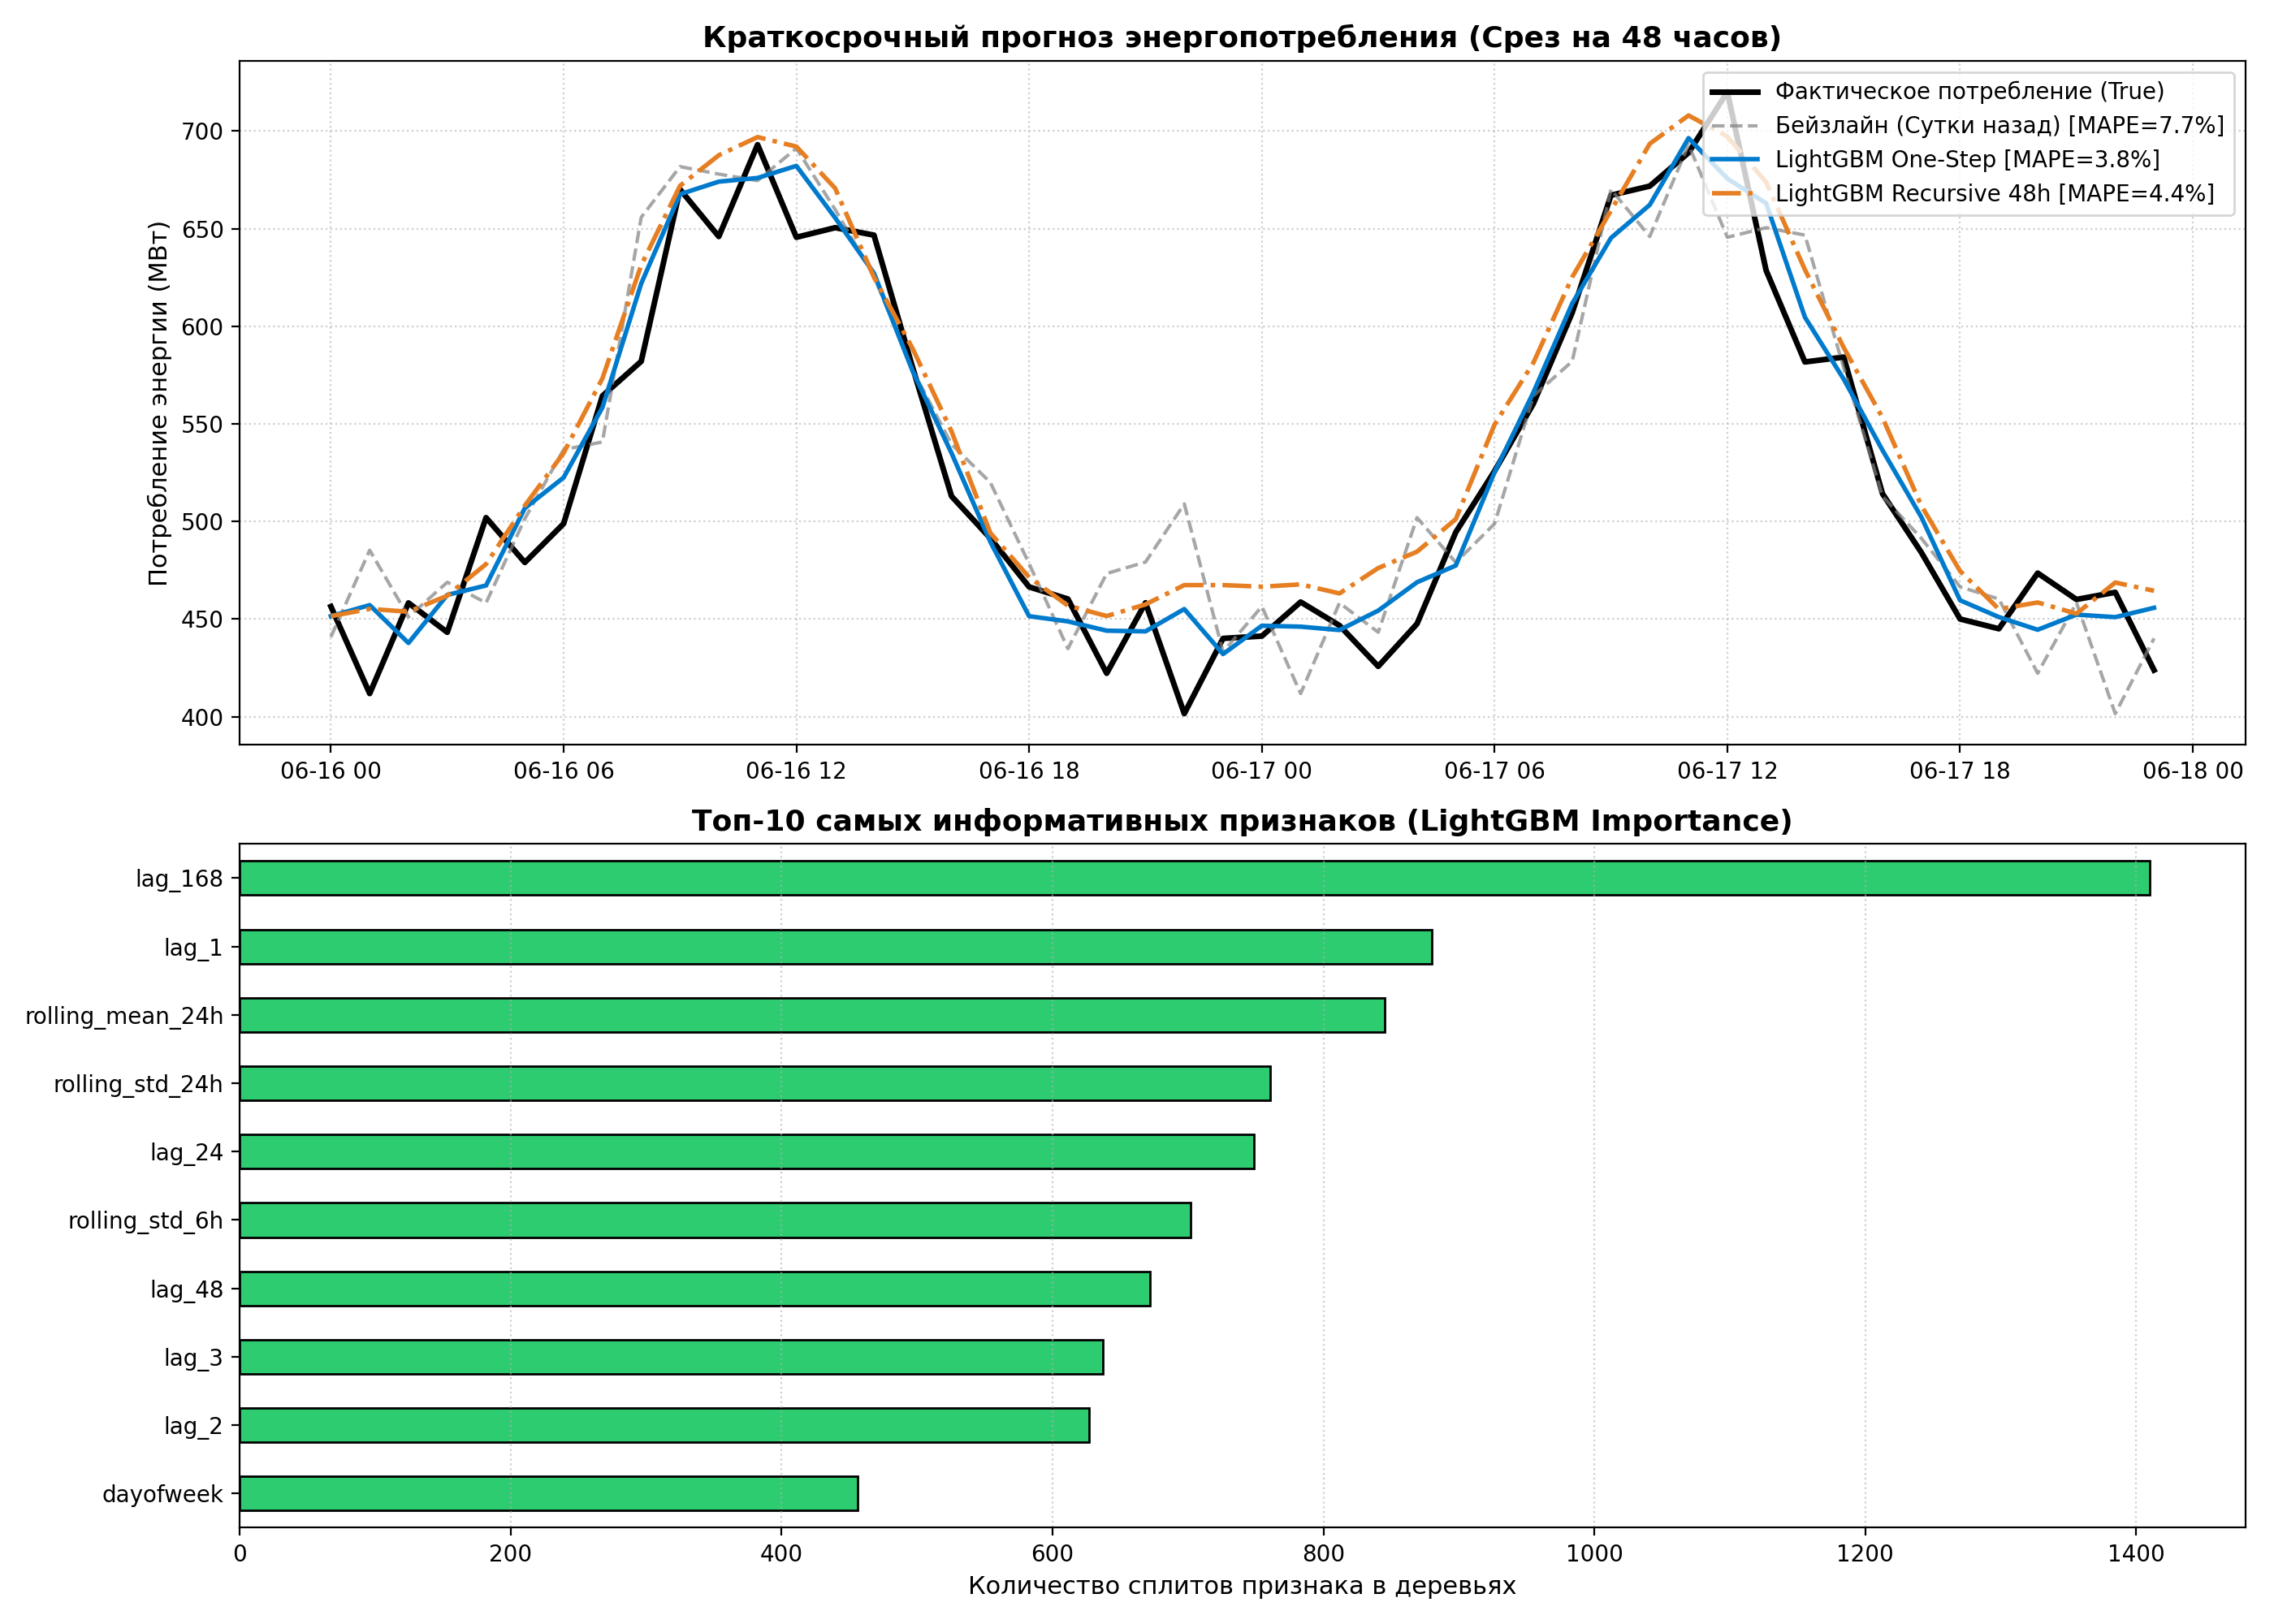 Краткосрочный прогноз энергопотребления (Срез на 48 часов)
Потребление энергии (МВт)
700
650
600
550
500
450
400
Фактическое потребление (True)
Бейзлайн (Сутки назад) [MAPE=7.7%]
LightGBM One-Step [MAPE=3.8%]
LightGBM Recursive 48h [MAPE=4.4%]
06-16 00
06-16 06
06-16 12
06-16 18
06-17 00
06-17 06
06-17 12
06-17 18
06-18 00
Топ-10 самых информативных признаков (LightGBM Importance)
lag_168
lag_1
rolling_mean_24h
rolling_std_24h
lag_24
rolling_std_6h
lag_48
lag_3
lag_2
dayofweek
0
200
400
600
800
1000
1200
1400
Количество сплитов признака в деревьях